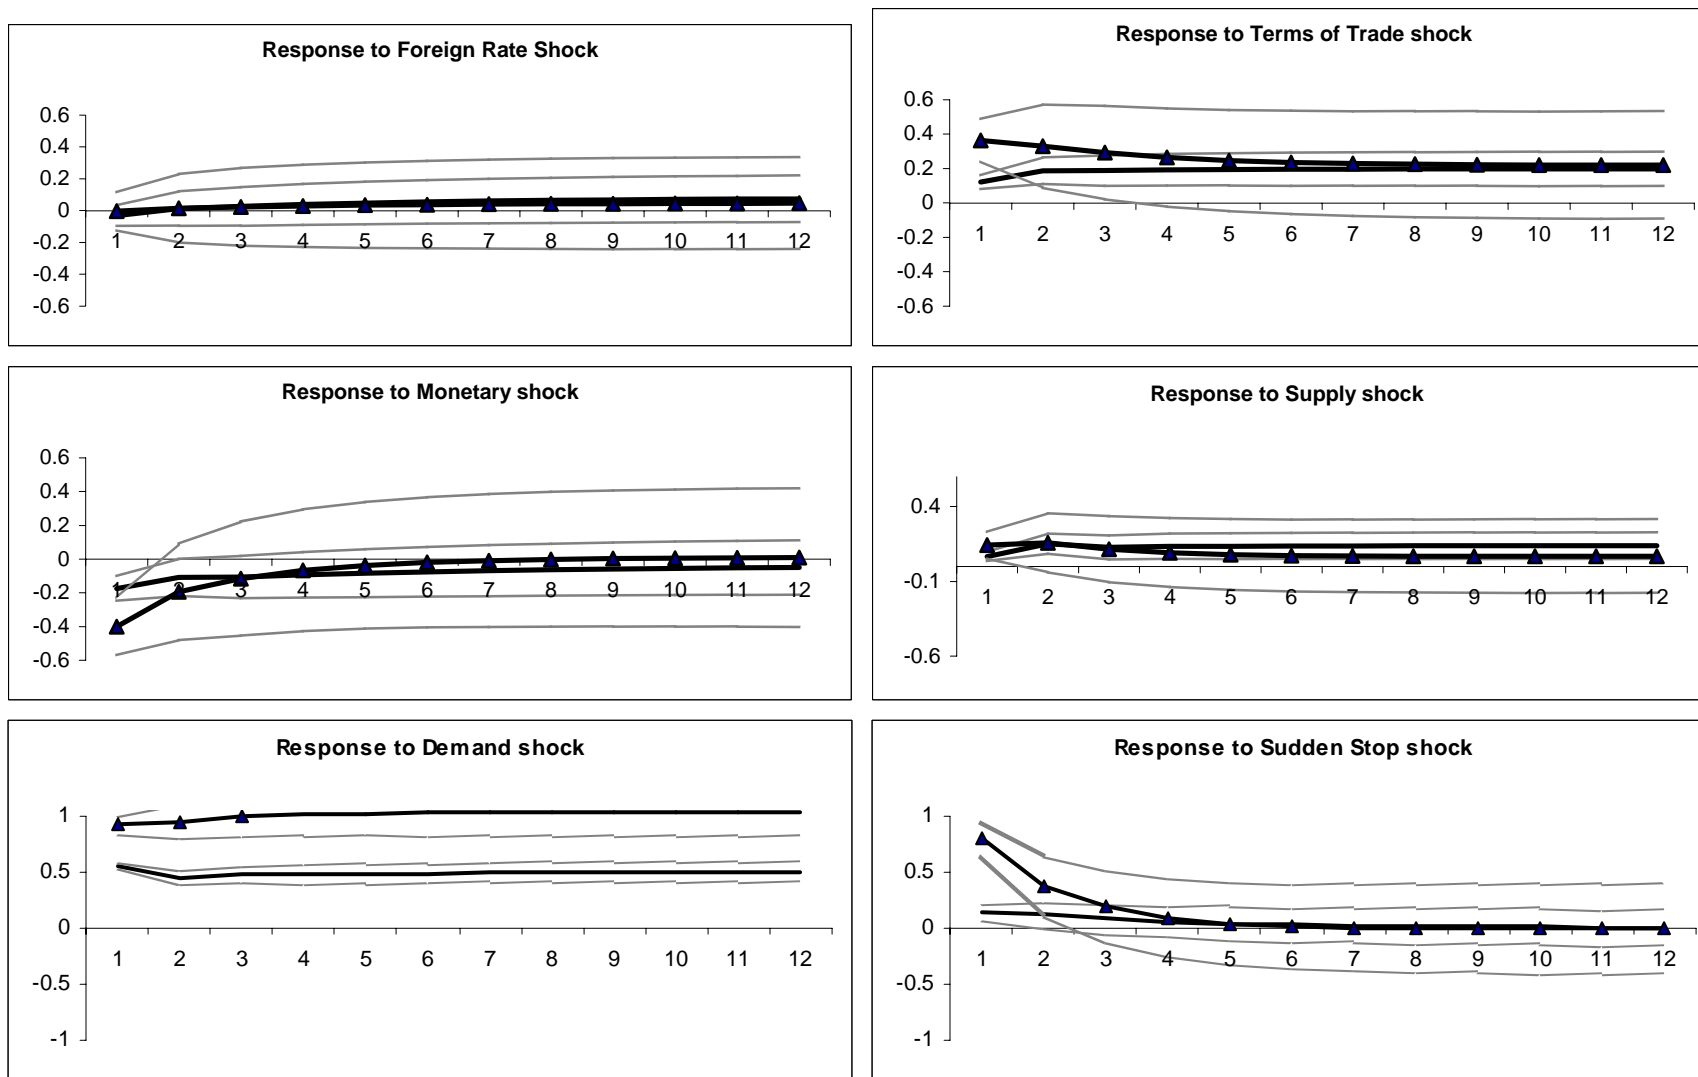 Response to Foreign Rate Shock
0.6
0.4
0.2
0
-0.2
-0.4
-0.6
1 2 3 4 5 6 7 8 9 10 11 12
Response to Terms of Trade shock
0.6
0.4
0.2
0
-0.2
-0.4
-0.6
1 2 3 4 5 6 7 8 9 10 11 12
Response to Monetary shock
0.6
0.4
0.2
0
-0.2
-0.4
-0.6
1 2 3 4 5 6 7 8 9 10 11 12
Response to Supply shock
0.4
-0.1
-0.6
1 2 3 4 5 6 7 8 9 10 11 12
Response to Demand shock
1
0.5
0
-0.5
-1
1 2 3 4 5 6 7 8 9 10 11 12
Response to Sudden Stop shock
1
0.5
0
-0.5
-1
1 2 3 4 5 6 7 8 9 10 11 12